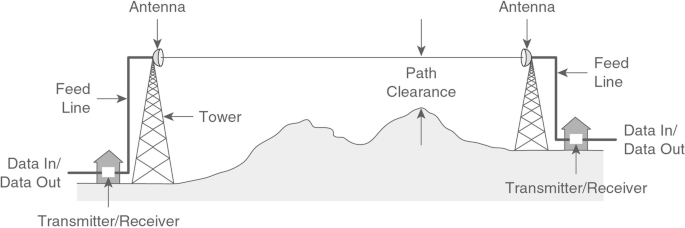 Antenna
Antenna
Feed
Line
Path
Clearance
Feed
Line
Tower
Data In/
Data Out
Data In/
Data Out
Transmitter/Receiver
Transmitter/Receiver